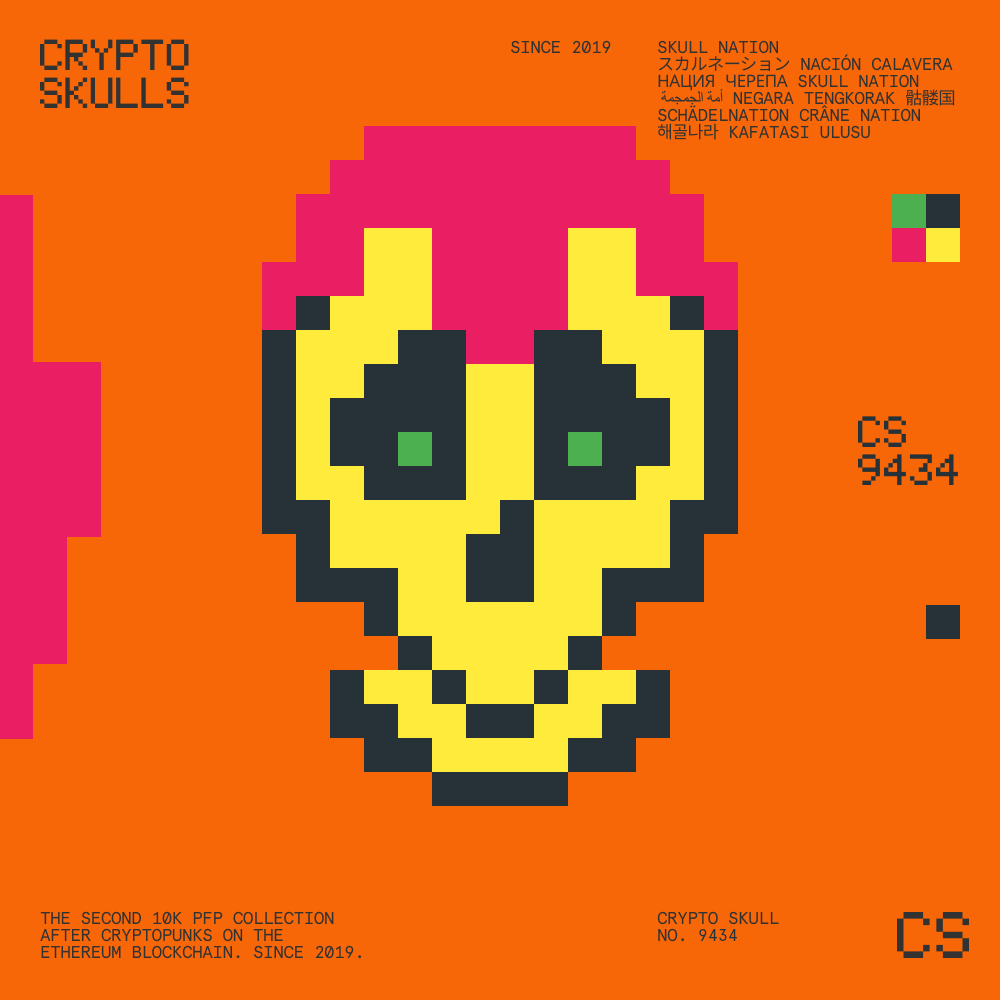 CRYPTO
SKULLS
SINCE 2019
SKULL NATION
スカルネーション NACIÓN CALAVERA
НАЦИЯ ЧЕРЕПА SKULL NATION
أمة الجمجمة NEGARA TENGKORAK 骷髅国
SCHÄDELNATION CRÂNE NATION
해골나라 KAFATASI ULUSU
CS
9434
THE SECOND 10K PFP COLLECTION
AFTER CRYPTOPUNKS ON THE
ETHEREUM BLOCKCHAIN. SINCE 2019.
CRYPTO SKULL
NO. 9434
CS